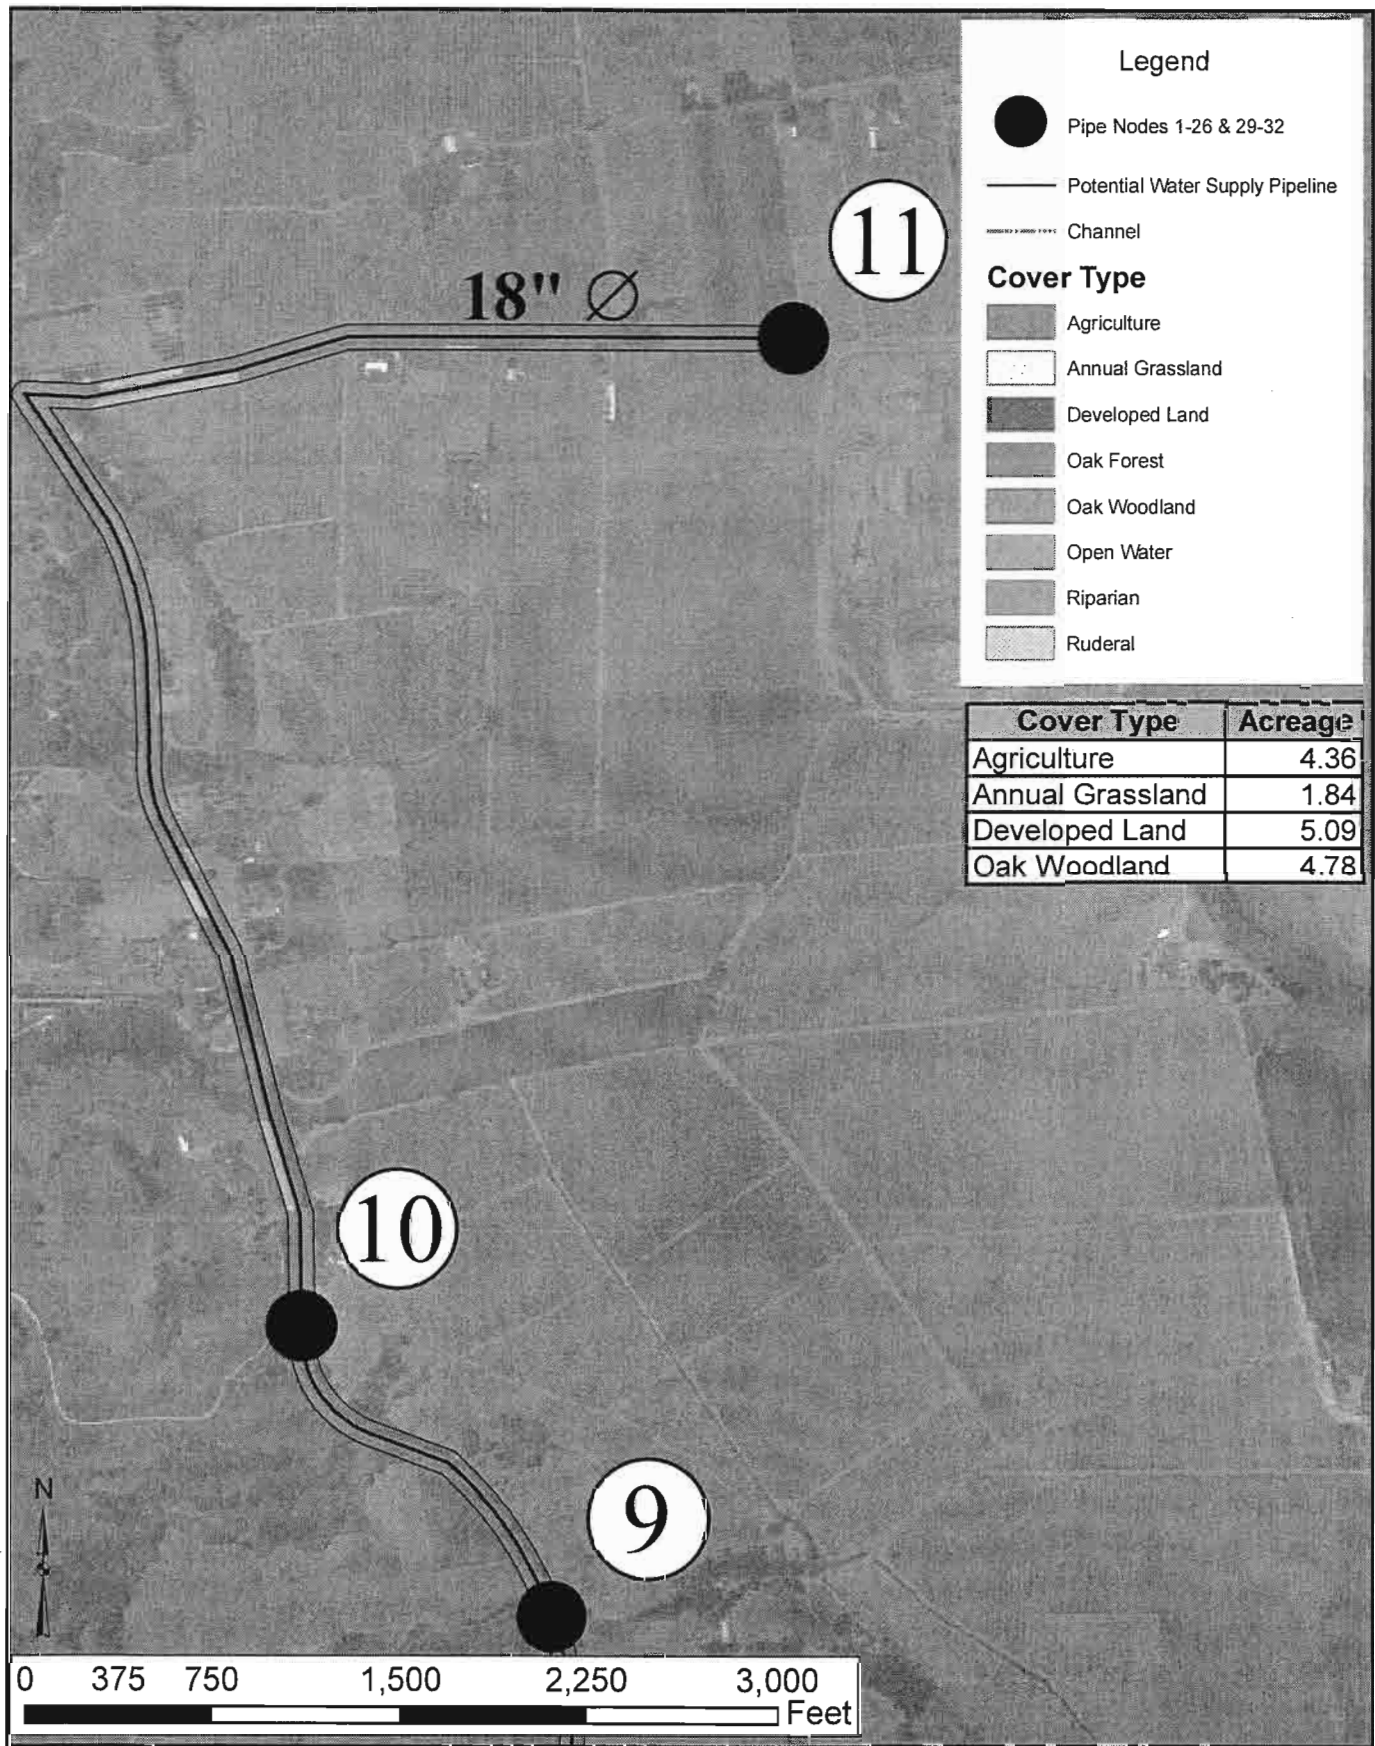 Legend
Pipe Nodes 1-26 & 29-32
Potential Water Supply Pipeline
Channel
Cover Type
Agriculture
Annual Grassland
Developed Land
Oak Forest
Oak Woodland
Open Water
Riparian
Ruderal
Cover Type Acreage
Agriculture 4.36
Annual Grassland 1.84
Developed Land 5.09
Oak Woodland 4.78
11
18" Ø
10
9
N
0 375 750 1,500 2,250 3,000
Feet